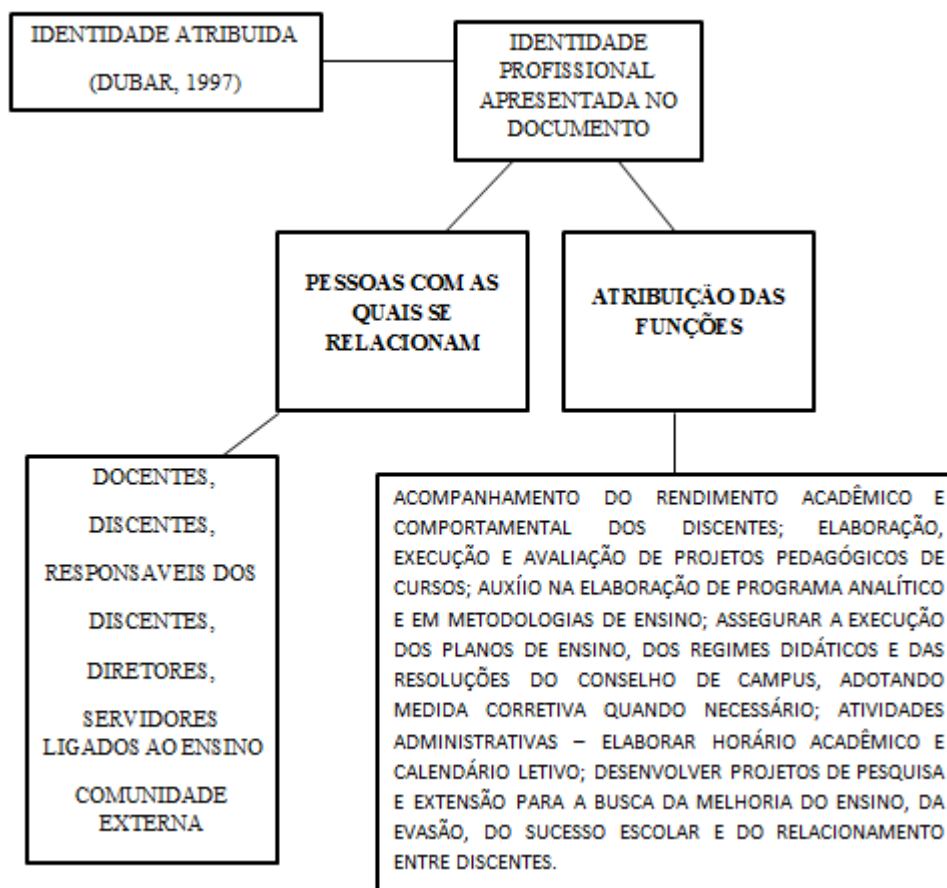 IDENTIDADE ATRIBUIDA
(DUBAR, 1997)
IDENTIDADE
PROFISSIONAL
APRESENTADA NO
DOCUMENTO
PESSOAS COM AS
QUAIS SE
RELACIONAM
ATRIBUIÇÃO DAS
FUNÇÕES
DOCENTES,
DISCENTES,
RESPONSAVEIS DOS
DISCENTES,
DIRETORES,
SERVIDORES
LIGADOS AO ENSINO
COMUNIDADE
EXTERNA
ACOMPANHAMENTO DO RENDIMENTO ACADÊMICO E
COMPORTAMENTAL DOS DISCENTES; ELABORAÇÃO,
EXECUÇÃO E AVALIAÇÃO DE PROJETOS PEDAGÓGICOS DE
CURSOS; AUXÍIO NA ELABORAÇÃO DE PROGRAMA ANALÍTICO
E EM METODOLOGIAS DE ENSINO; ASSEGURAR A EXECUÇÃO
DOS PLANOS DE ENSINO, DOS REGIMES DIDÁTICOS E DAS
RESOLUÇÕES DO CONSELHO DE CAMPUS, ADOTANDO
MEDIDA CORRETIVA QUANDO NECESSÁRIO; ATIVIDADES
ADMINISTRATIVAS – ELABORAR HORÁRIO ACADÊMICO E
CALENDÁRIO LETIVO; DESENVOLVER PROJETOS DE PESQUISA
E EXTENSÃO PARA A BUSCA DA MELHORIA DO ENSINO, DA
EVASÃO, DO SUCESSO ESCOLAR E DO RELACIONAMENTO
ENTRE DISCENTES.